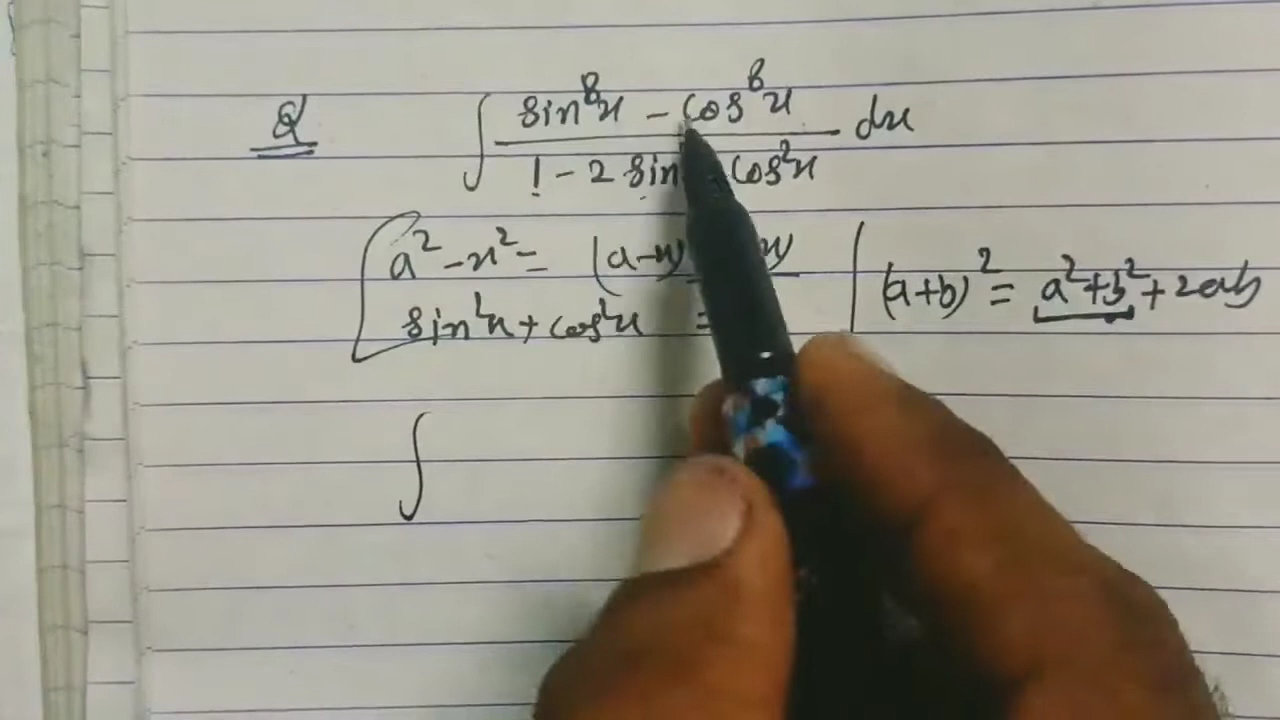 Q ∫ (sin⁸x − cos⁸x) / (1 − 2 sin cos²x) dx
a² − x² = (a−x) x) | (a+b)² = a²+b² + 2ab
sin²x + cos²x =
∫